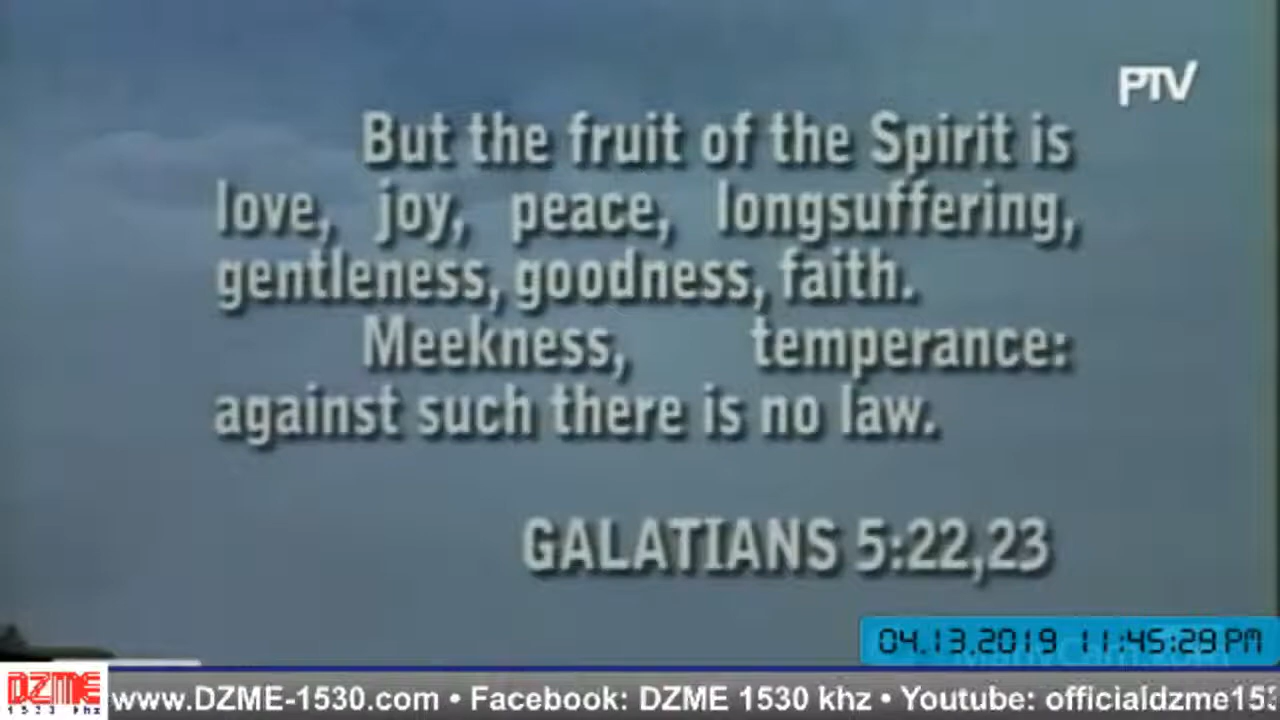 PTV
But the fruit of the Spirit is
love, joy, peace, longsuffering,
gentleness, goodness, faith.
Meekness, temperance:
against such there is no law.
GALATIANS 5:22,23
04.13.2019 11:45:29 PM
DZME
1530 khz
www.DZME-1530.com • Facebook: DZME 1530 khz • Youtube: officialdzme153